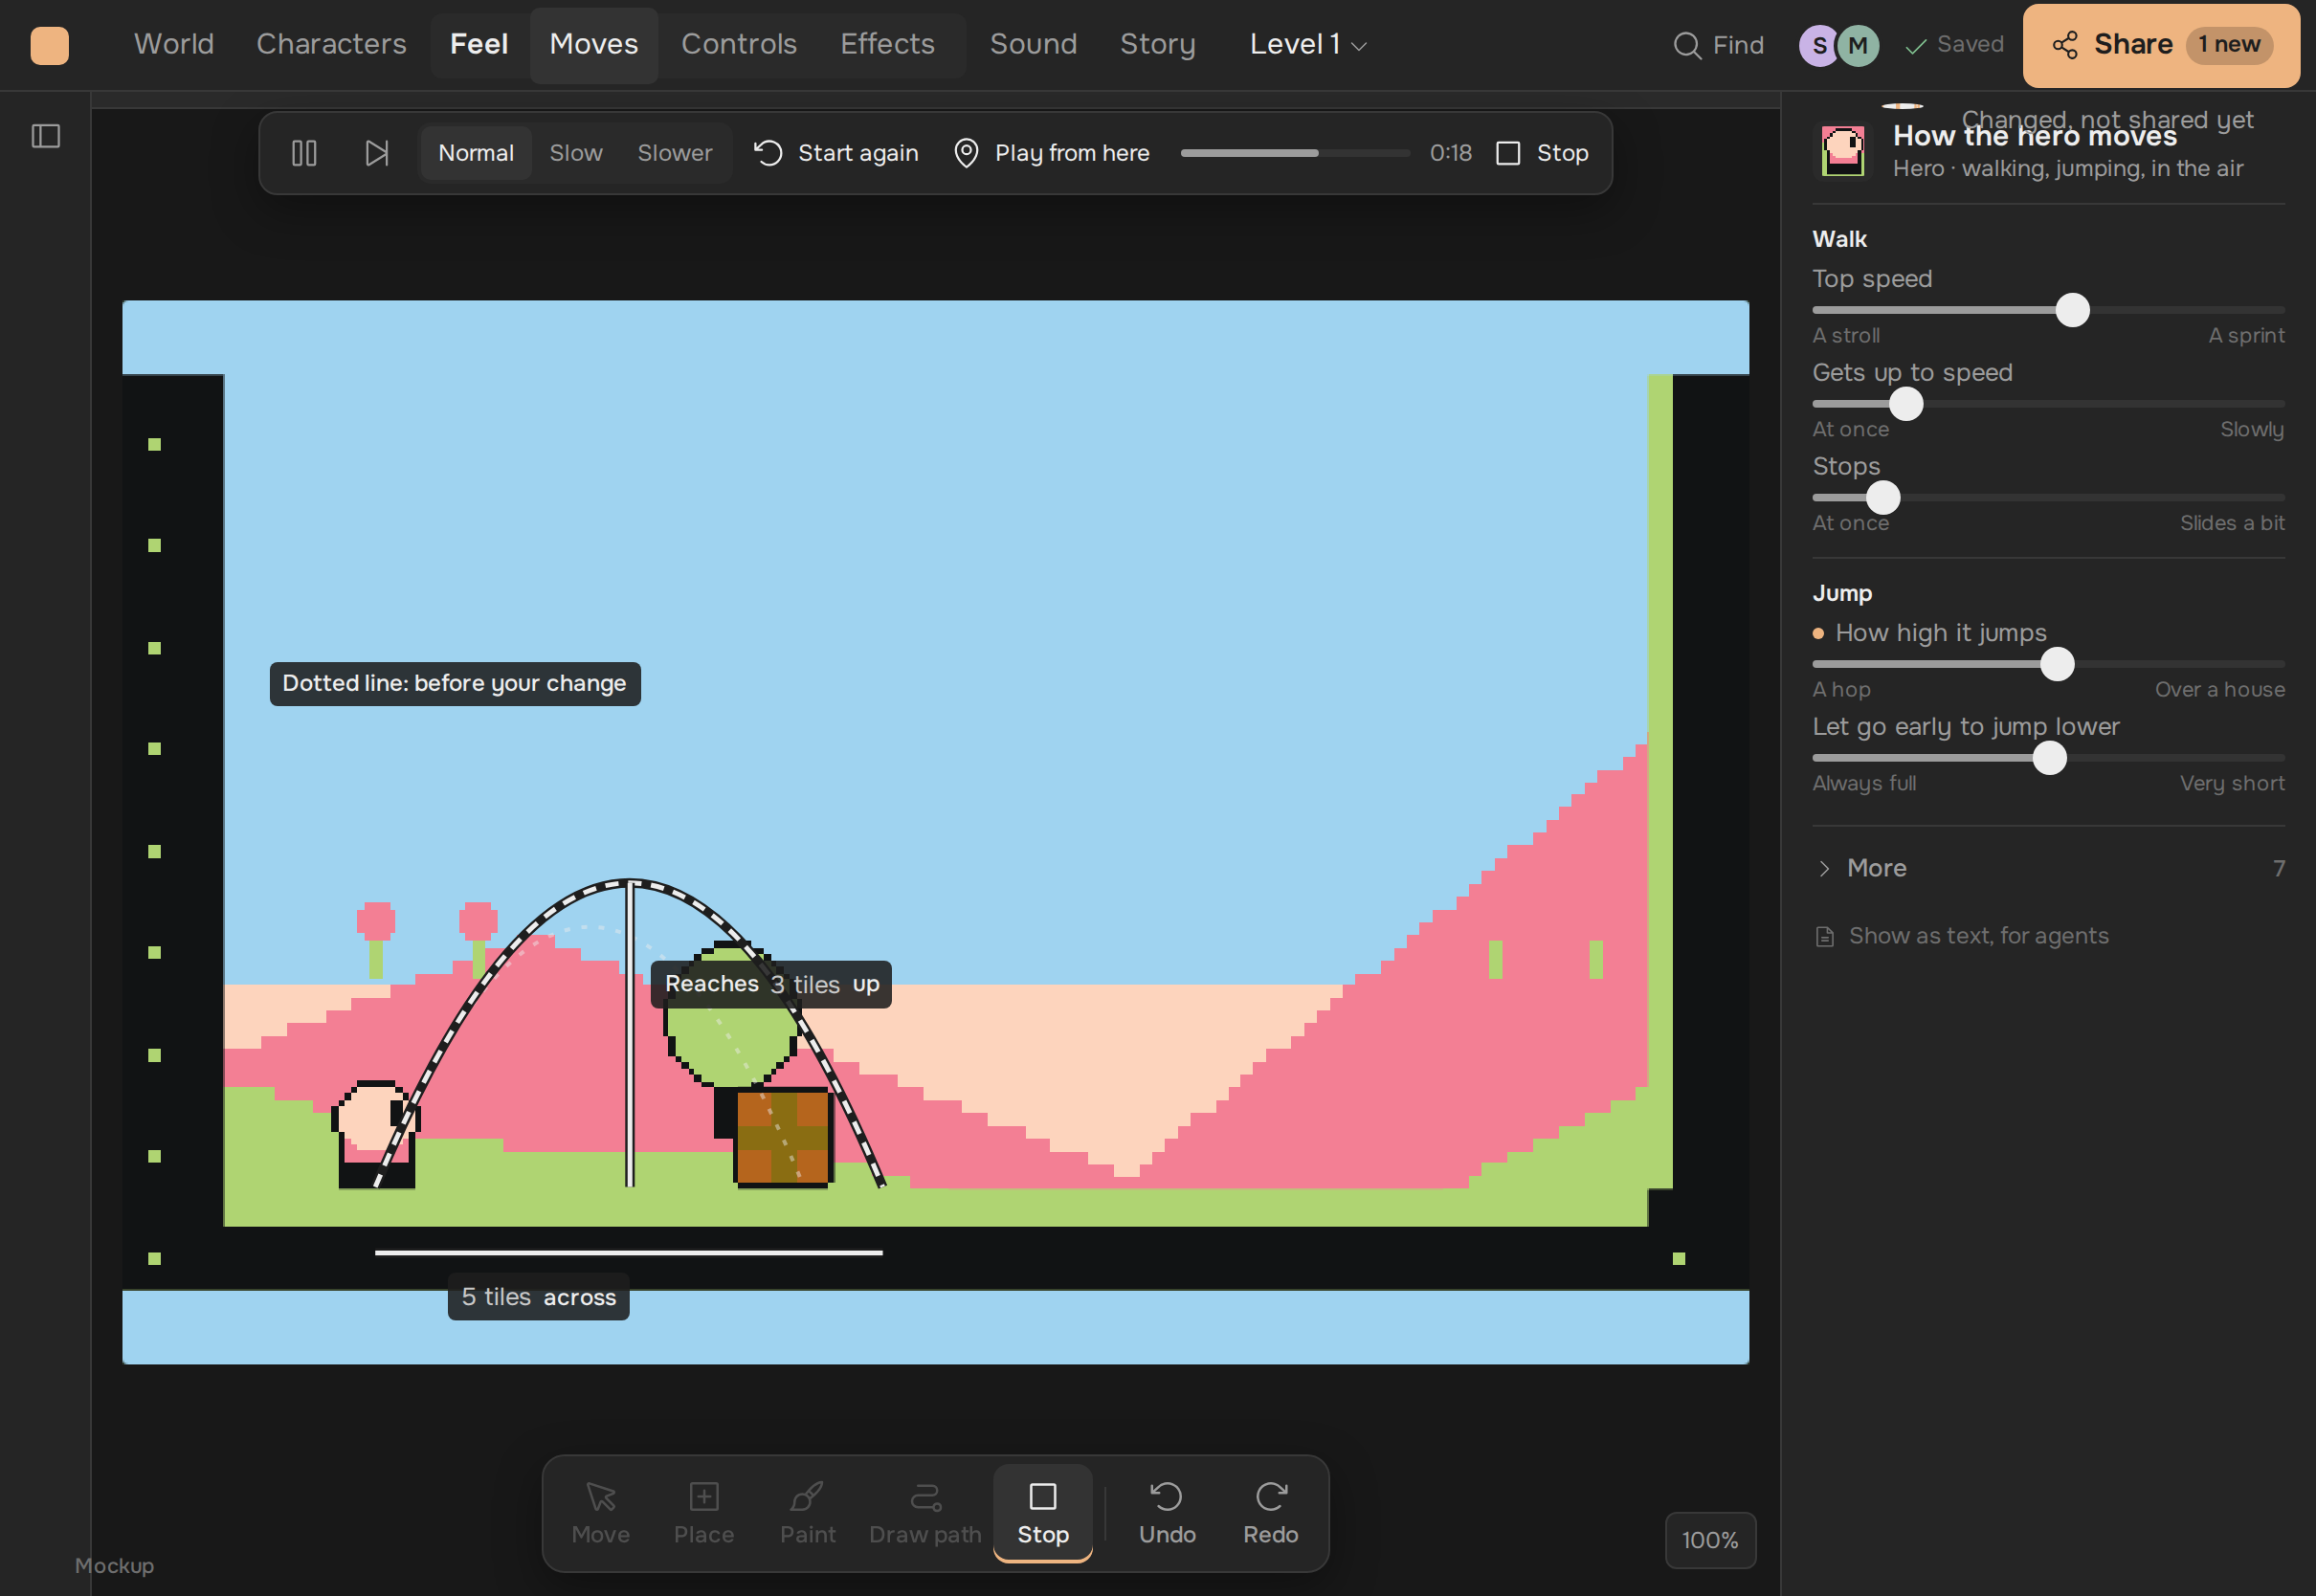 World Characters Feel Moves Controls Effects Sound Story Level 1 Find S M Saved Share 1 new
Normal Slow Slower Start again Play from here 0:18 Stop
Changed, not shared yet
How the hero moves
Hero · walking, jumping, in the air
Walk
Top speed
A stroll A sprint
Gets up to speed
At once Slowly
Stops
At once Slides a bit
Jump
How high it jumps
A hop Over a house
Let go early to jump lower
Always full Very short
More 7
Show as text, for agents
Dotted line: before your change
Reaches 3 tiles up
5 tiles across
Move Place Paint Draw path Stop Undo Redo
100%
Mockup